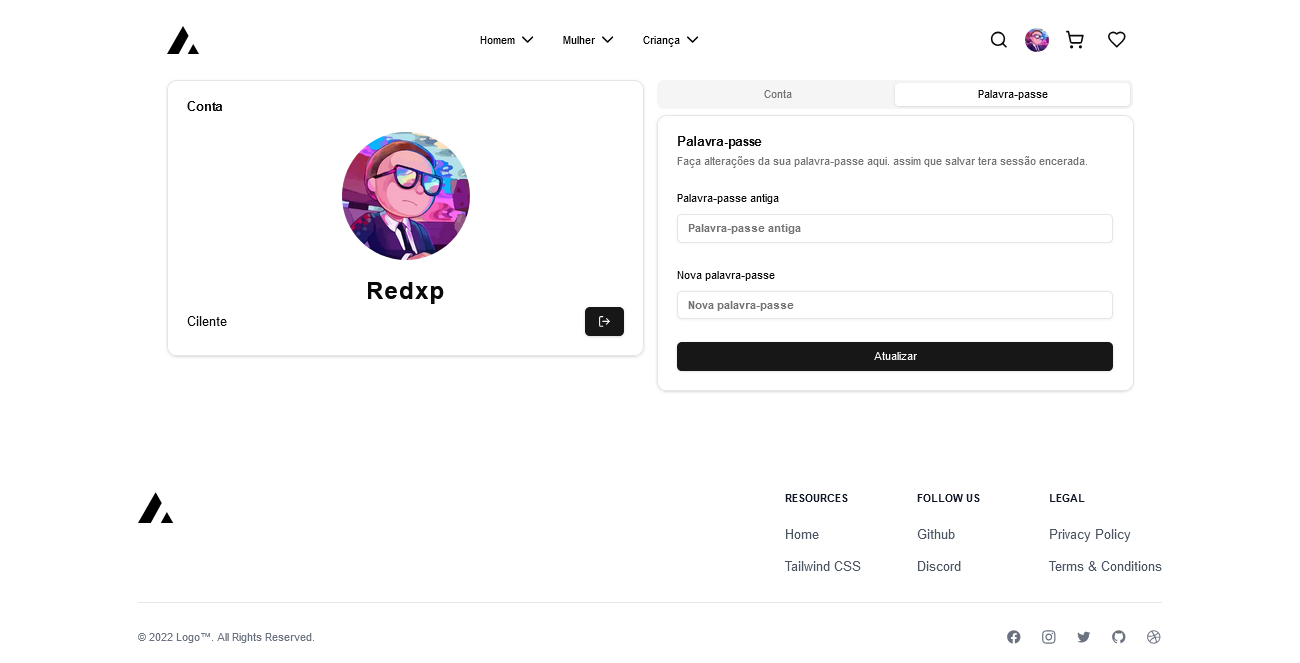 Homem
Mulher
Criança
Conta
Redxp
Cilente
Conta
Palavra-passe
Palavra-passe
Faça alterações da sua palavra-passe aqui. assim que salvar tera sessão encerada.
Palavra-passe antiga
Palavra-passe antiga
Nova palavra-passe
Nova palavra-passe
Atualizar
RESOURCES
Home
Tailwind CSS
FOLLOW US
Github
Discord
LEGAL
Privacy Policy
Terms & Conditions
© 2022 Logo™. All Rights Reserved.